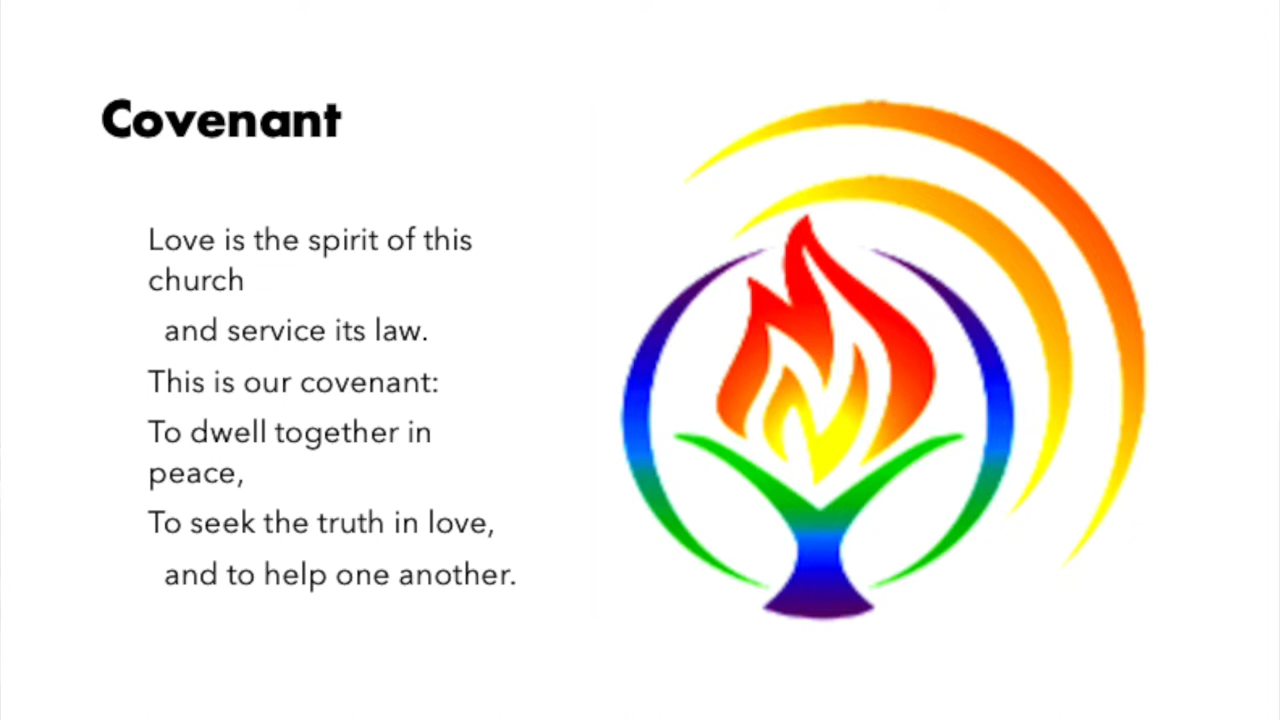 Covenant
Love is the spirit of this
church
and service its law.
This is our covenant:
To dwell together in
peace,
To seek the truth in love,
and to help one another.